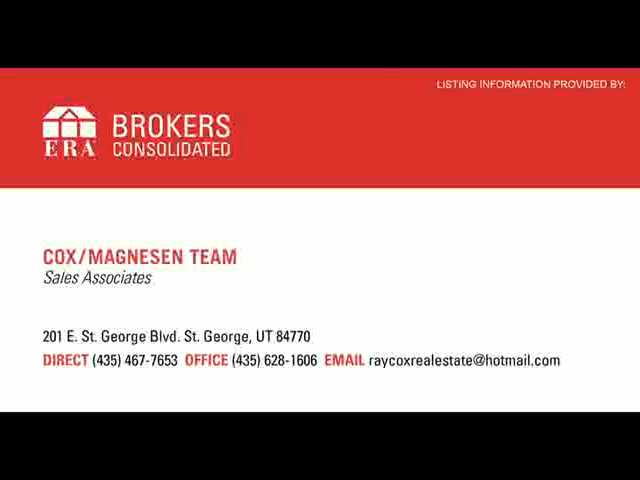 LISTING INFORMATION PROVIDED BY:
ERA
BROKERS
CONSOLIDATED
COX/MAGNESEN TEAM
Sales Associates
201 E. St. George Blvd. St. George, UT 84770
DIRECT (435) 467-7653 OFFICE (435) 628-1606 EMAIL raycoxrealestate@hotmail.com